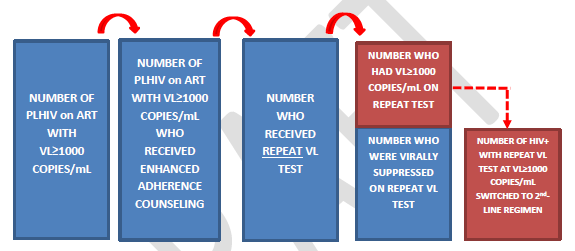 NUMBER OF
PLHIV on ART
WITH
VL≥1000
COPIES/mL
NUMBER OF
PLHIV on ART
WITH VL≥1000
COPIES/mL
WHO
RECEIVED
ENHANCED
ADHERENCE
COUNSELING
NUMBER
WHO
RECEIVED
REPEAT VL
TEST
NUMBER WHO
HAD VL≥1000
COPIES/mL ON
REPEAT TEST
NUMBER WHO
WERE VIRALLY
SUPPRESSED
ON REPEAT VL
TEST
NUMBER OF HIV+
WITH REPEAT VL
TEST AT VL≥1000
COPIES/mL
SWITCHED TO 2nd-
LINE REGIMEN